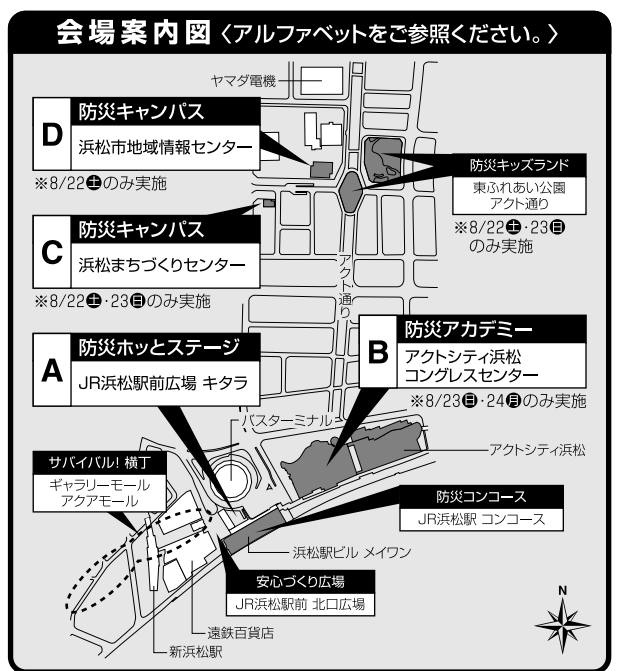 会場案内図〈アルファベットをご参照ください。〉
ヤマダ電機
D
防災キャンパス
浜松市地域情報センター
※8/22土のみ実施
防災キッズランド
東ふれあい公園
アクト通り
※8/22土・23日
のみ実施
C
防災キャンパス
浜松まちづくりセンター
※8/22土・23日のみ実施
アクト通り
A
防災ホッとステージ
JR浜松駅前広場 キタラ
B
防災アカデミー
アクトシティ浜松
コングレスセンター
※8/23日・24月のみ実施
バスターミナル
アクトシティ浜松
サバイバル!横丁
ギャラリーモール
アクアモール
防災コンコース
JR浜松駅 コンコース
浜松駅ビル メイワン
安心づくり広場
JR浜松駅前 北口広場
遠鉄百貨店
新浜松駅
N